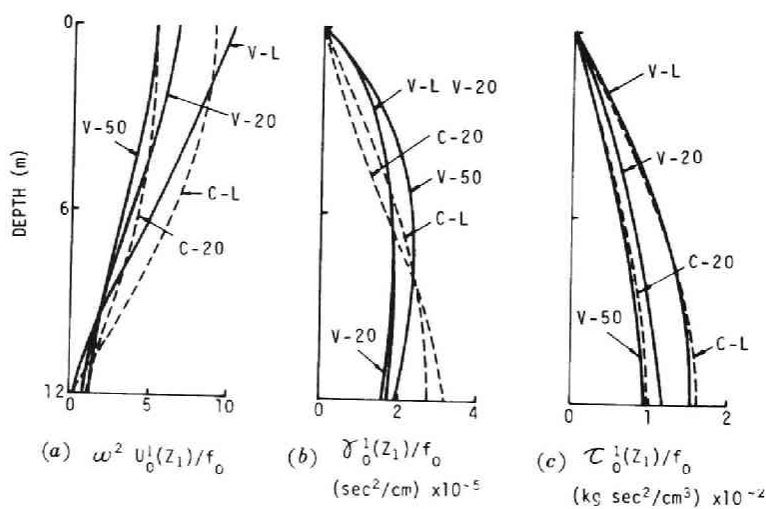 0
V-L
V-50
V-20
DEPTH (m)
6
C-L
C-20
12
0
5
10
(a) ω² U¹₀(Z₁)/f₀
V-L V-20
C-20
V-50
C-L
V-20
0
2
4
(b) γ¹₀(Z₁)/f₀
(sec²/cm) x10⁻⁵
V-L
V-20
C-20
V-50
C-L
0
1
2
(c) τ¹₀(Z₁)/f₀
(kg sec²/cm³) x10⁻²